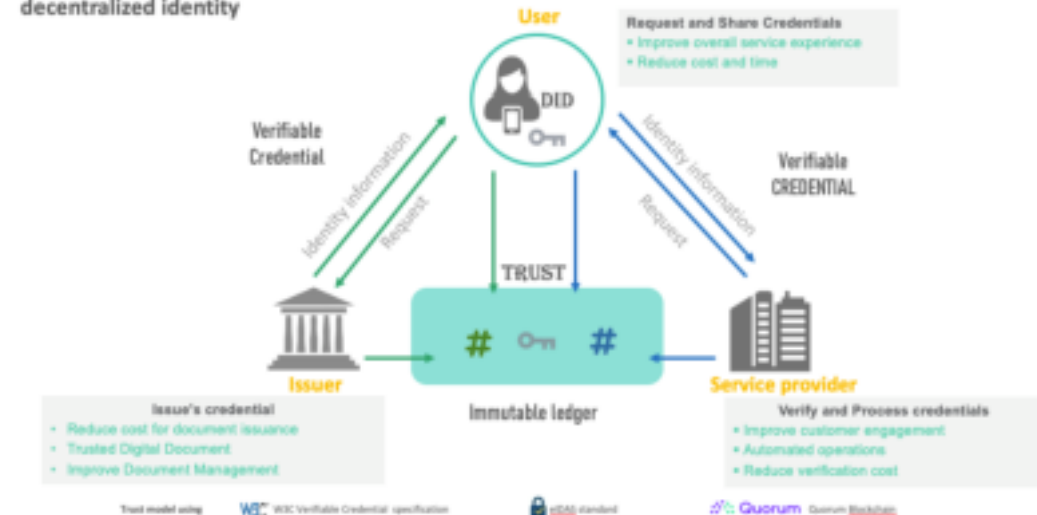 decentralized identity
User
Request and Share Credentials
• Improve overall service experience
• Reduce cost and time
DID
Verifiable
Credential
Identity information
Request
Identity information
Request
Verifiable
CREDENTIAL
TRUST
# #
Issuer
Service provider
Immutable ledger
Issue's credential
• Reduce cost for document issuance
• Trusted Digital Document
• Improve Document Management
Verify and Process credentials
• Improve customer engagement
• Automated operations
• Reduce verification cost
Trust model using
W3C W3C Verifiable Credential specification
eIDAS standard
Quorum Quorum Blockchain